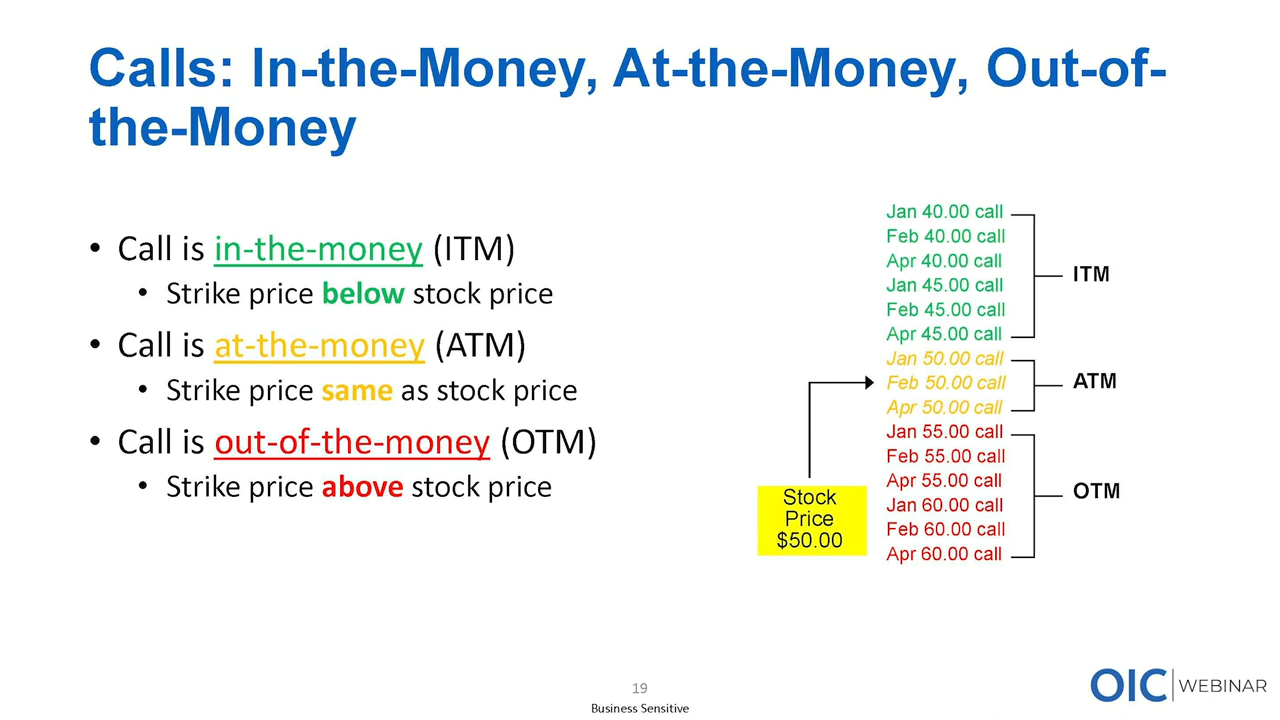 Calls: In-the-Money, At-the-Money, Out-of-
the-Money
• Call is in-the-money (ITM)
• Strike price below stock price
• Call is at-the-money (ATM)
• Strike price same as stock price
• Call is out-of-the-money (OTM)
• Strike price above stock price
Jan 40.00 call
Feb 40.00 call
Apr 40.00 call
Jan 45.00 call
Feb 45.00 call
Apr 45.00 call
ITM
Jan 50.00 call
Feb 50.00 call
Apr 50.00 call
ATM
Jan 55.00 call
Feb 55.00 call
Apr 55.00 call
Jan 60.00 call
Feb 60.00 call
Apr 60.00 call
OTM
Stock
Price
$50.00
19
Business Sensitive
OIC WEBINAR